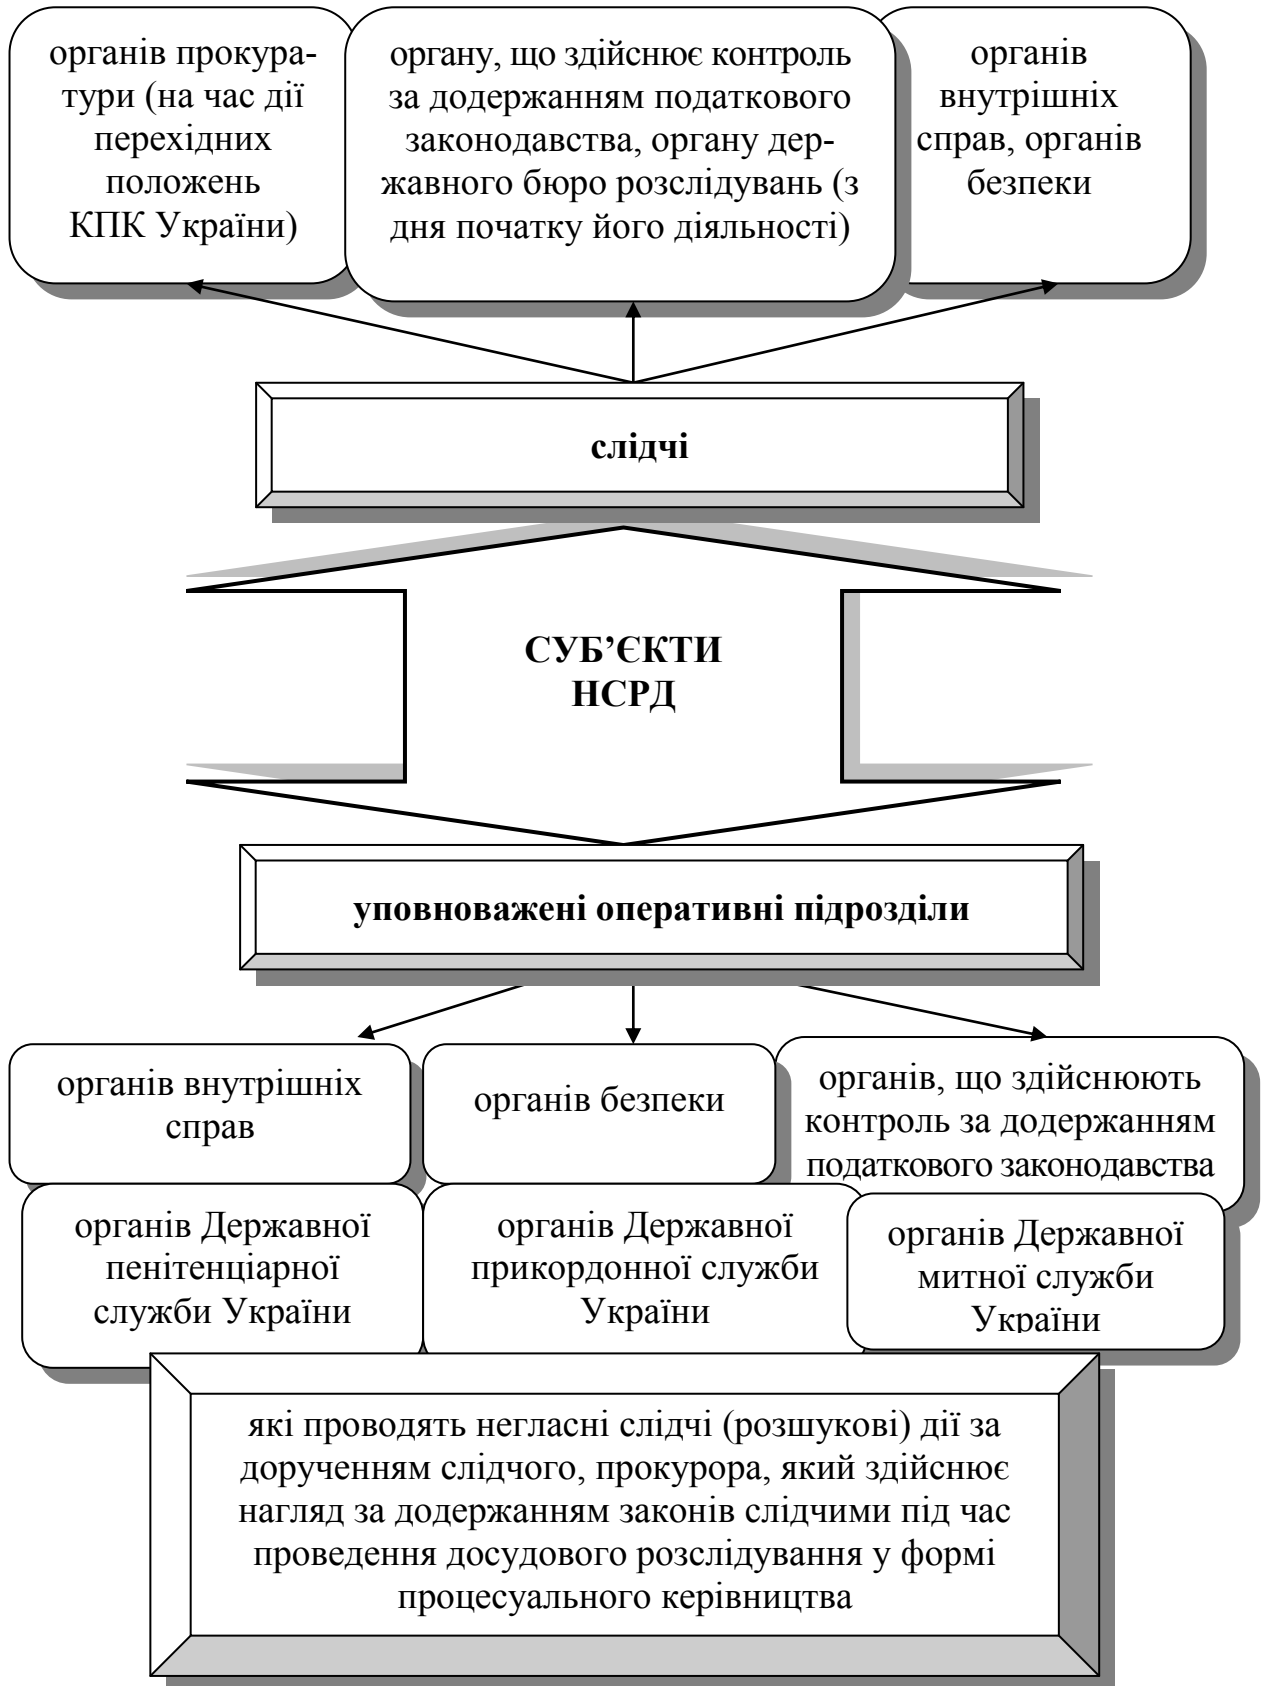 органів прокура-
тури (на час дії
перехідних
положень
КПК України)
органу, що здійснює контроль
за додержанням податкового
законодавства, органу дер-
жавного бюро розслідувань (з
дня початку його діяльності)
органів
внутрішніх
справ, органів
безпеки
слідчі
СУБ’ЄКТИ
НСРД
уповноважені оперативні підрозділи
органів внутрішніх
справ
органів безпеки
органів, що здійснюють
контроль за додержанням
податкового законодавства
органів Державної
пенітенціарної
служби України
органів Державної
прикордонної служби
України
органів Державної
митної служби
України
які проводять негласні слідчі (розшукові) дії за
дорученням слідчого, прокурора, який здійснює
нагляд за додержанням законів слідчими під час
проведення досудового розслідування у формі
процесуального керівництва